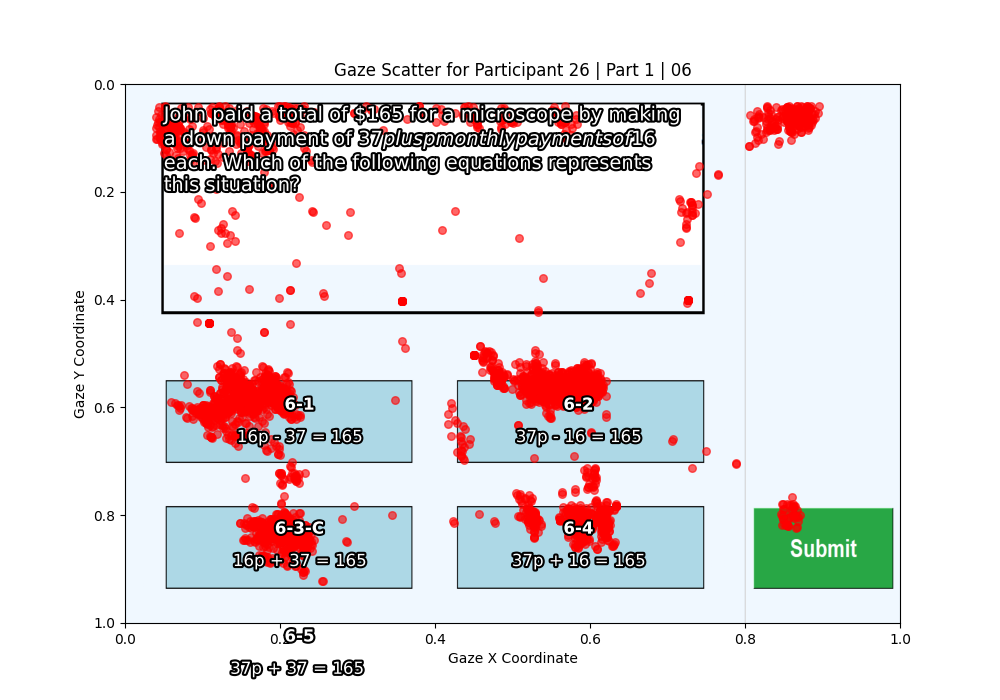 Gaze Scatter for Participant 26 | Part 1 | 06
John paid a total of $165 for a microscope by making
a down payment of 37pluspmonthlypaymentsof16
each. Which of the following equations represents
this situation?
6-1
16p - 37 = 165
6-2
37p - 16 = 165
6-3-C
16p + 37 = 165
6-4
37p + 16 = 165
Submit
6-5
37p + 37 = 165
0.0
0.2
0.4
0.6
0.8
1.0
Gaze Y Coordinate
0.0
0.2
0.4
0.6
0.8
1.0
Gaze X Coordinate